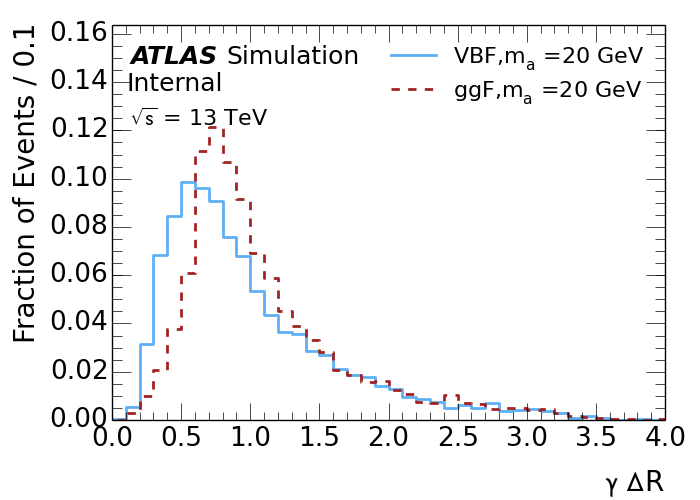 ATLAS Simulation
Internal
√s = 13 TeV
VBF,mₐ =20 GeV
ggF,mₐ =20 GeV
Fraction of Events / 0.1
0.16
0.14
0.12
0.10
0.08
0.06
0.04
0.02
0.00
0.0 0.5 1.0 1.5 2.0 2.5 3.0 3.5 4.0
γ ΔR